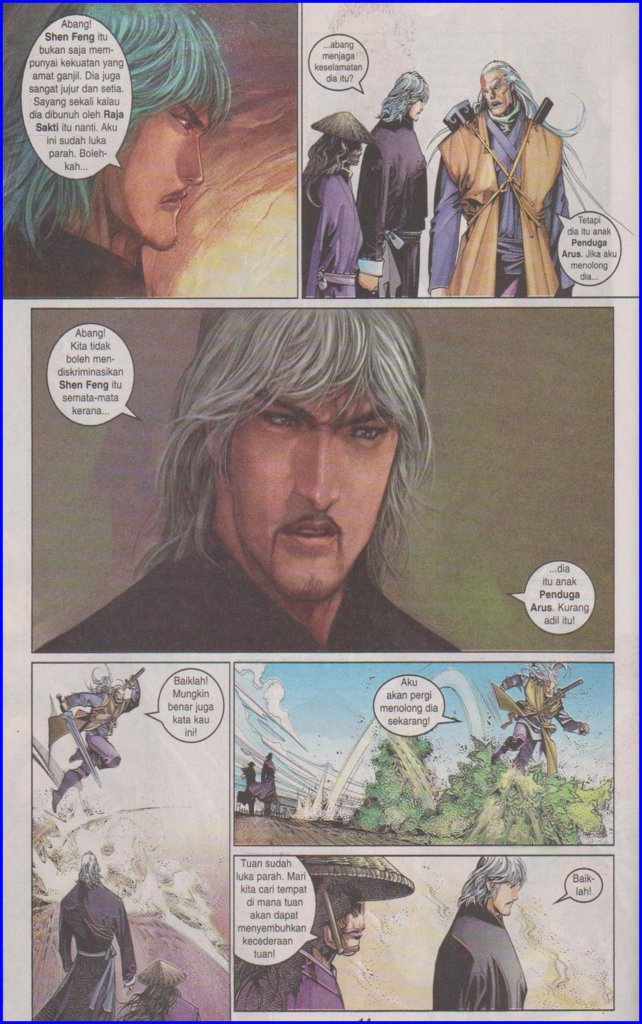 Abang!
Shen Feng itu
bukan saja mem-
punyai kekuatan yang
amat ganjil. Dia juga
sangat jujur dan setia.
Sayang sekali kalau
dia dibunuh oleh Raja
Sakti itu nanti. Aku
ini sudah luka
parah. Boleh-
kah...
...abang
menjaga
keselamatan
dia itu?
Tetapi
dia itu anak
Penduga
Arus. Jika aku
menolong
dia...
Abang!
Kita tidak
boleh men-
diskriminasikan
Shen Feng itu
semata-mata
kerana...
...dia
itu anak
Penduga
Arus. Kurang
adil itu!
Baiklah!
Mungkin
benar juga
kata kau
ini!
Aku
akan pergi
menolong dia
sekarang!
Tuan sudah
luka parah. Mari
kita cari tempat
di mana tuan
akan dapat
menyembuhkan
kecederaan
tuan!
Baik-
lah!